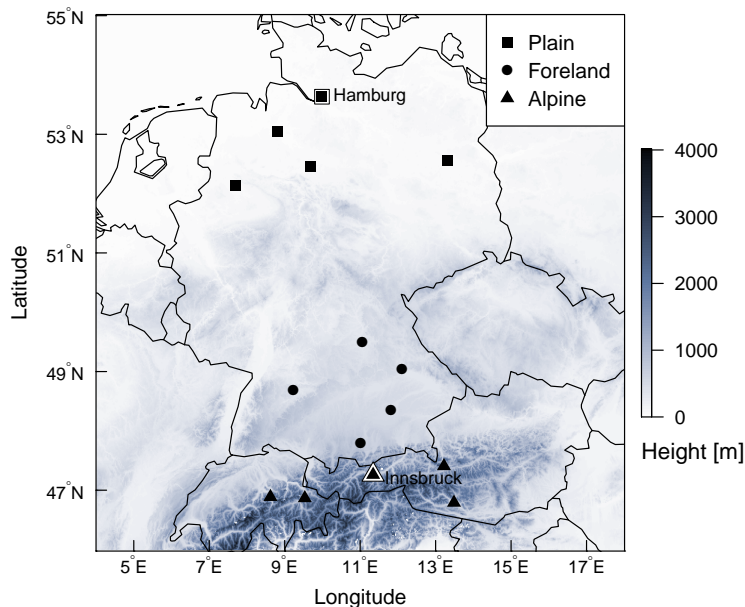 55°N
53°N
51°N
49°N
47°N
Latitude
Plain
Foreland
Alpine
Hamburg
Innsbruck
4000
3000
2000
1000
0
Height [m]
5°E
7°E
9°E
11°E
13°E
15°E
17°E
Longitude